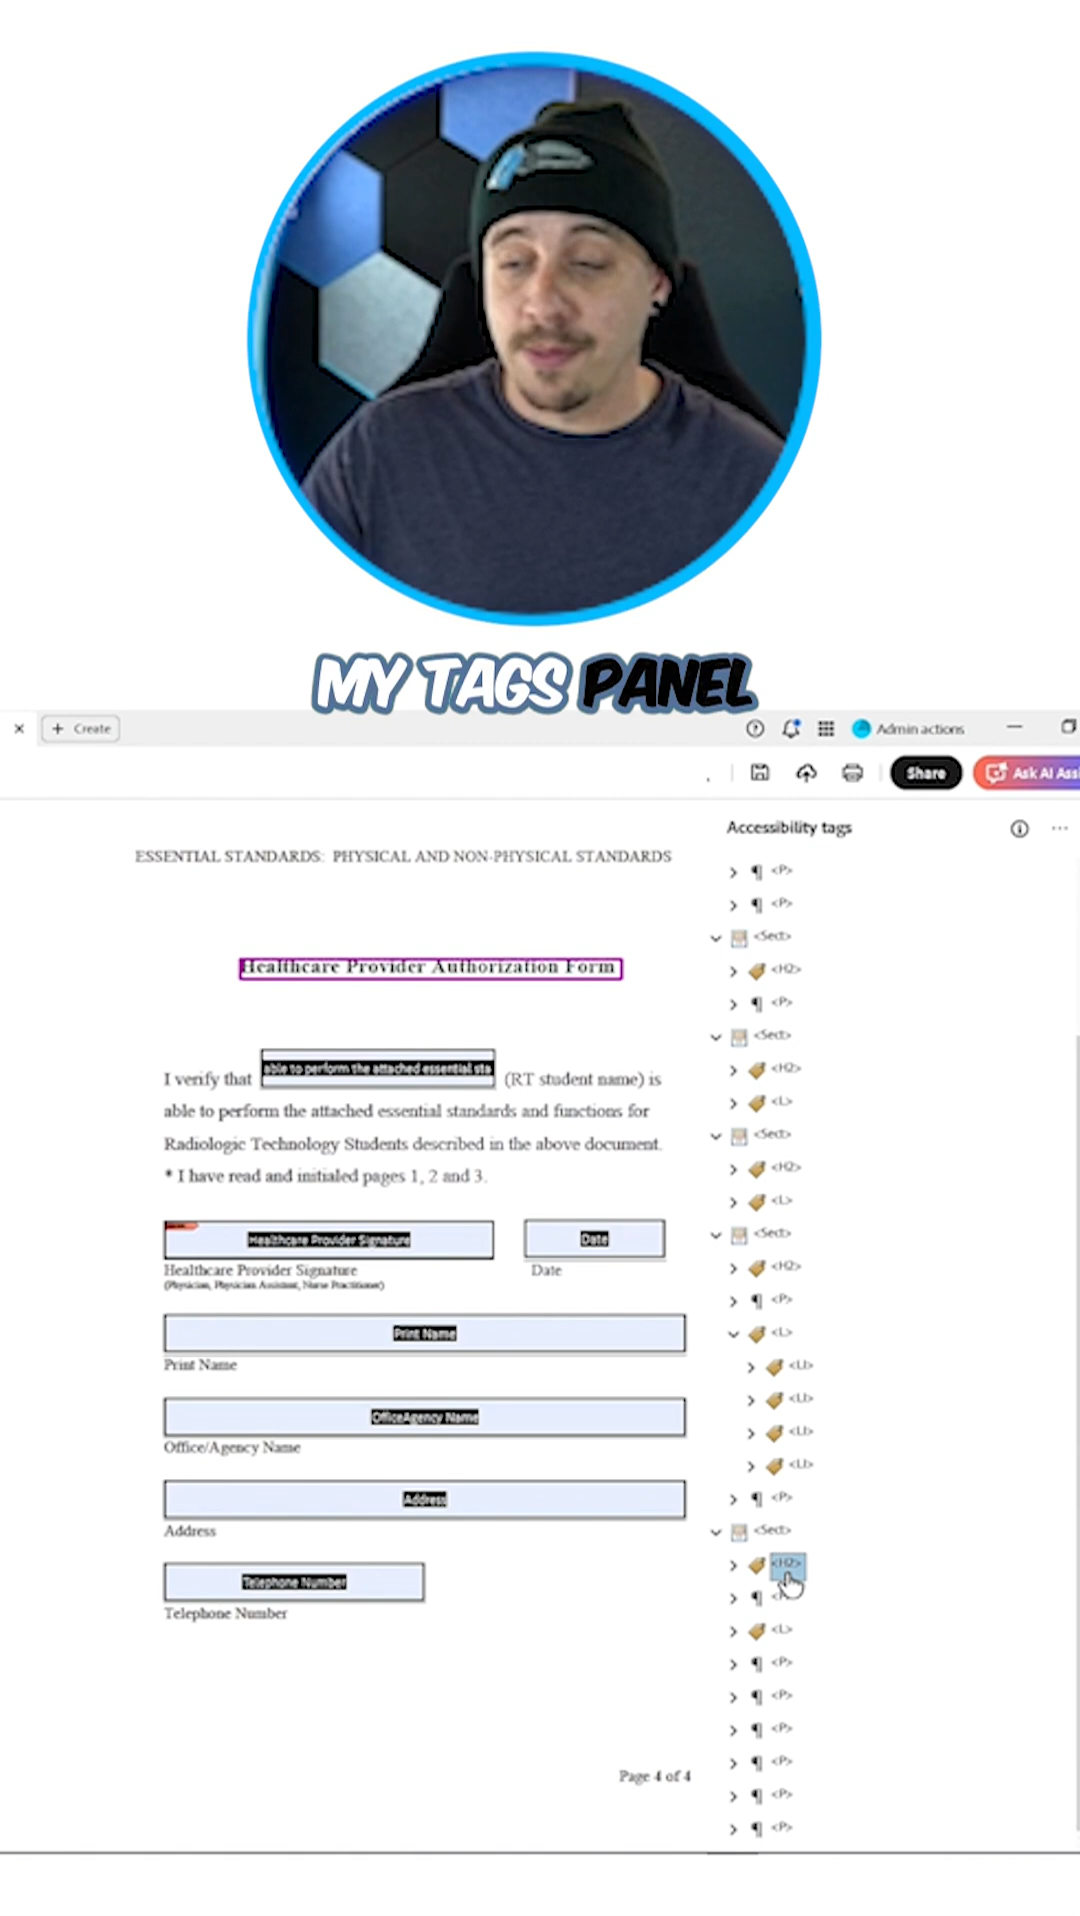 MY TAGS PANEL
Create
Admin actions
Share
Ask AI Assi
Accessibility tags
ESSENTIAL STANDARDS: PHYSICAL AND NON-PHYSICAL STANDARDS
Healthcare Provider Authorization Form
I verify that able to perform the attached essential sta (RT student name) is
able to perform the attached essential standards and functions for
Radiologic Technology Students described in the above document.
* I have read and initialed pages 1, 2 and 3.
Healthcare Provider Signature Date
Healthcare Provider Signature Date
(Physician, Physician Assistant, Nurse Practitioner)
Print Name
Print Name
OfficeAgency Name
Office/Agency Name
Address
Address
Telephone Number
Telephone Number
Page 4 of 4
<P>
<P>
<Sect>
<H2>
<P>
<Sect>
<H2>
<L>
<Sect>
<H2>
<L>
<Sect>
<H2>
<P>
<L>
<LI>
<LI>
<LI>
<LI>
<P>
<Sect>
<H2>
<L>
<P>
<P>
<P>
<P>
<P>
<P>